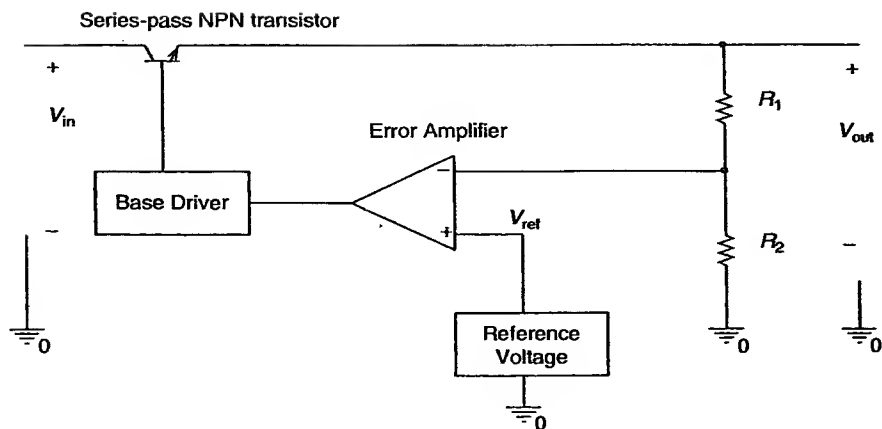 Series-pass NPN transistor
+
+
V_in
R_1
Error Amplifier
V_out
Base Driver
−
V_ref
+
−
R_2
−
0
Reference
Voltage
0
0
0